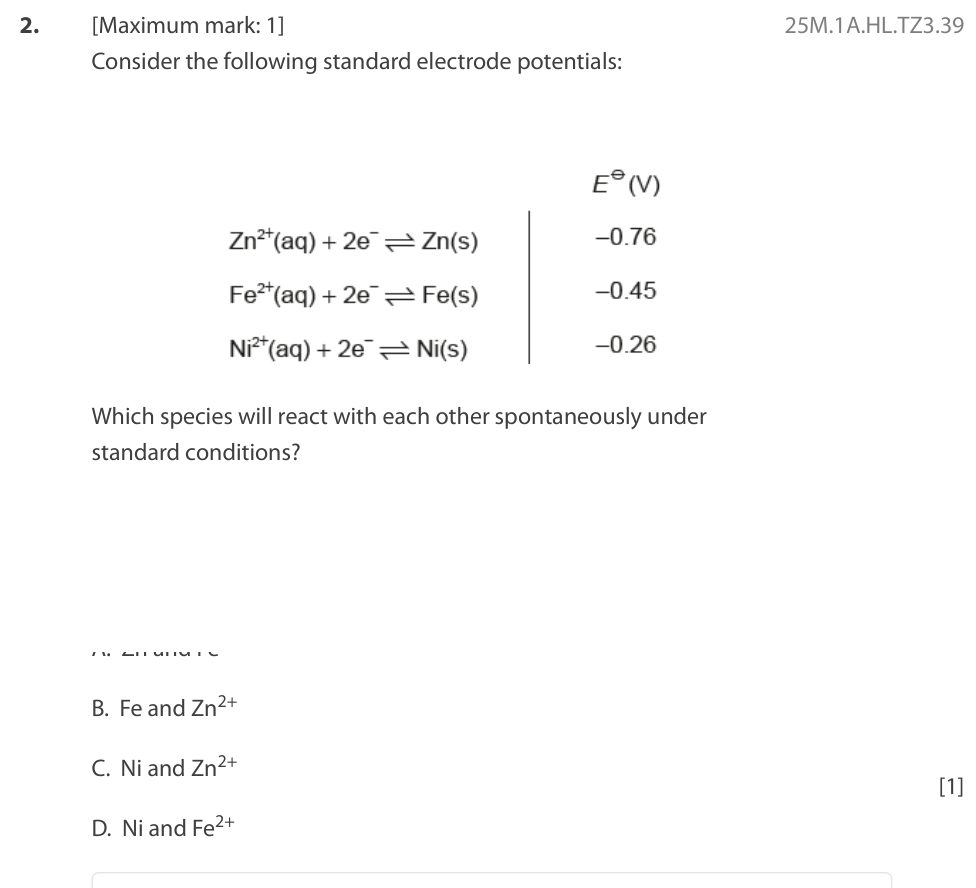 2. [Maximum mark: 1] 25M.1A.HL.TZ3.39
Consider the following standard electrode potentials:
E⊖ (V)
Zn²⁺(aq) + 2e⁻ ⇌ Zn(s) –0.76
Fe²⁺(aq) + 2e⁻ ⇌ Fe(s) –0.45
Ni²⁺(aq) + 2e⁻ ⇌ Ni(s) –0.26
Which species will react with each other spontaneously under
standard conditions?
B. Fe and Zn²⁺
C. Ni and Zn²⁺
[1]
D. Ni and Fe²⁺